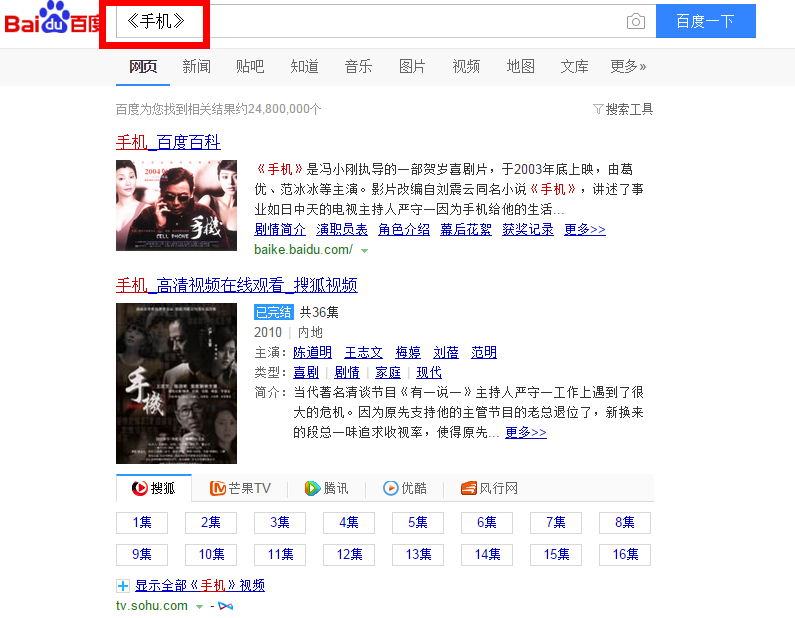 Bai du 百度
《手机》
百度一下
网页 新闻 贴吧 知道 音乐 图片 视频 地图 文库 更多»
百度为您找到相关结果约24,800,000个
搜索工具
手机_百度百科
2004年
手機
CELL PHONE
《手机》是冯小刚执导的一部贺岁喜剧片，于2003年底上映，由葛
优、范冰冰等主演。影片改编自刘震云同名小说《手机》，讲述了事
业如日中天的电视主持人严守一因为手机给他的生活...
剧情简介 演职员表 角色介绍 幕后花絮 获奖记录 更多>>
baike.baidu.com/
手机_高清视频在线观看_搜狐视频
手機
已完结 共36集
2010 | 内地
主演： 陈道明 王志文 梅婷 刘蓓 范明
类型： 喜剧 | 剧情 | 家庭 | 现代
简介： 当代著名清谈节目《有一说一》主持人严守一工作上遇到了很
大的危机。因为原先支持他的主管节目的老总退位了，新换来
的段总一味追求收视率，使得原先... 更多>>
搜狐 芒果TV 腾讯 优酷 风行网
1集 2集 3集 4集 5集 6集 7集 8集
9集 10集 11集 12集 13集 14集 15集 16集
显示全部《手机》视频
tv.sohu.com -